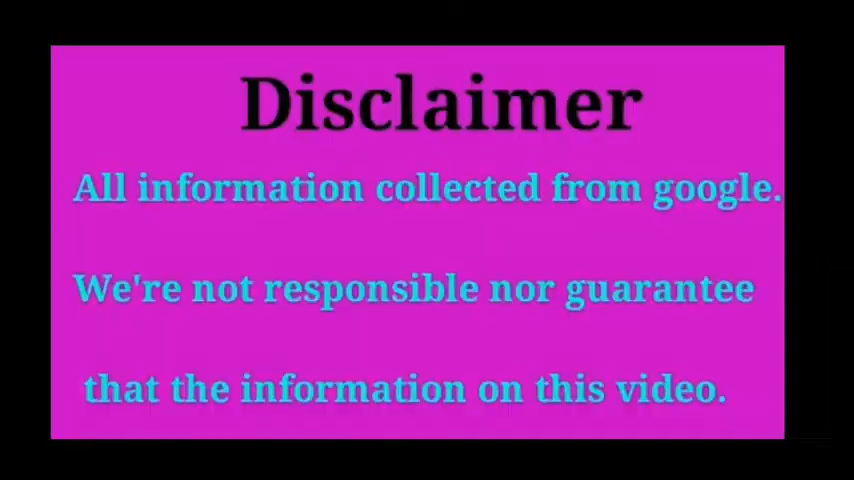 Disclaimer
All information collected from google.
We're not responsible nor guarantee
that the information on this video.